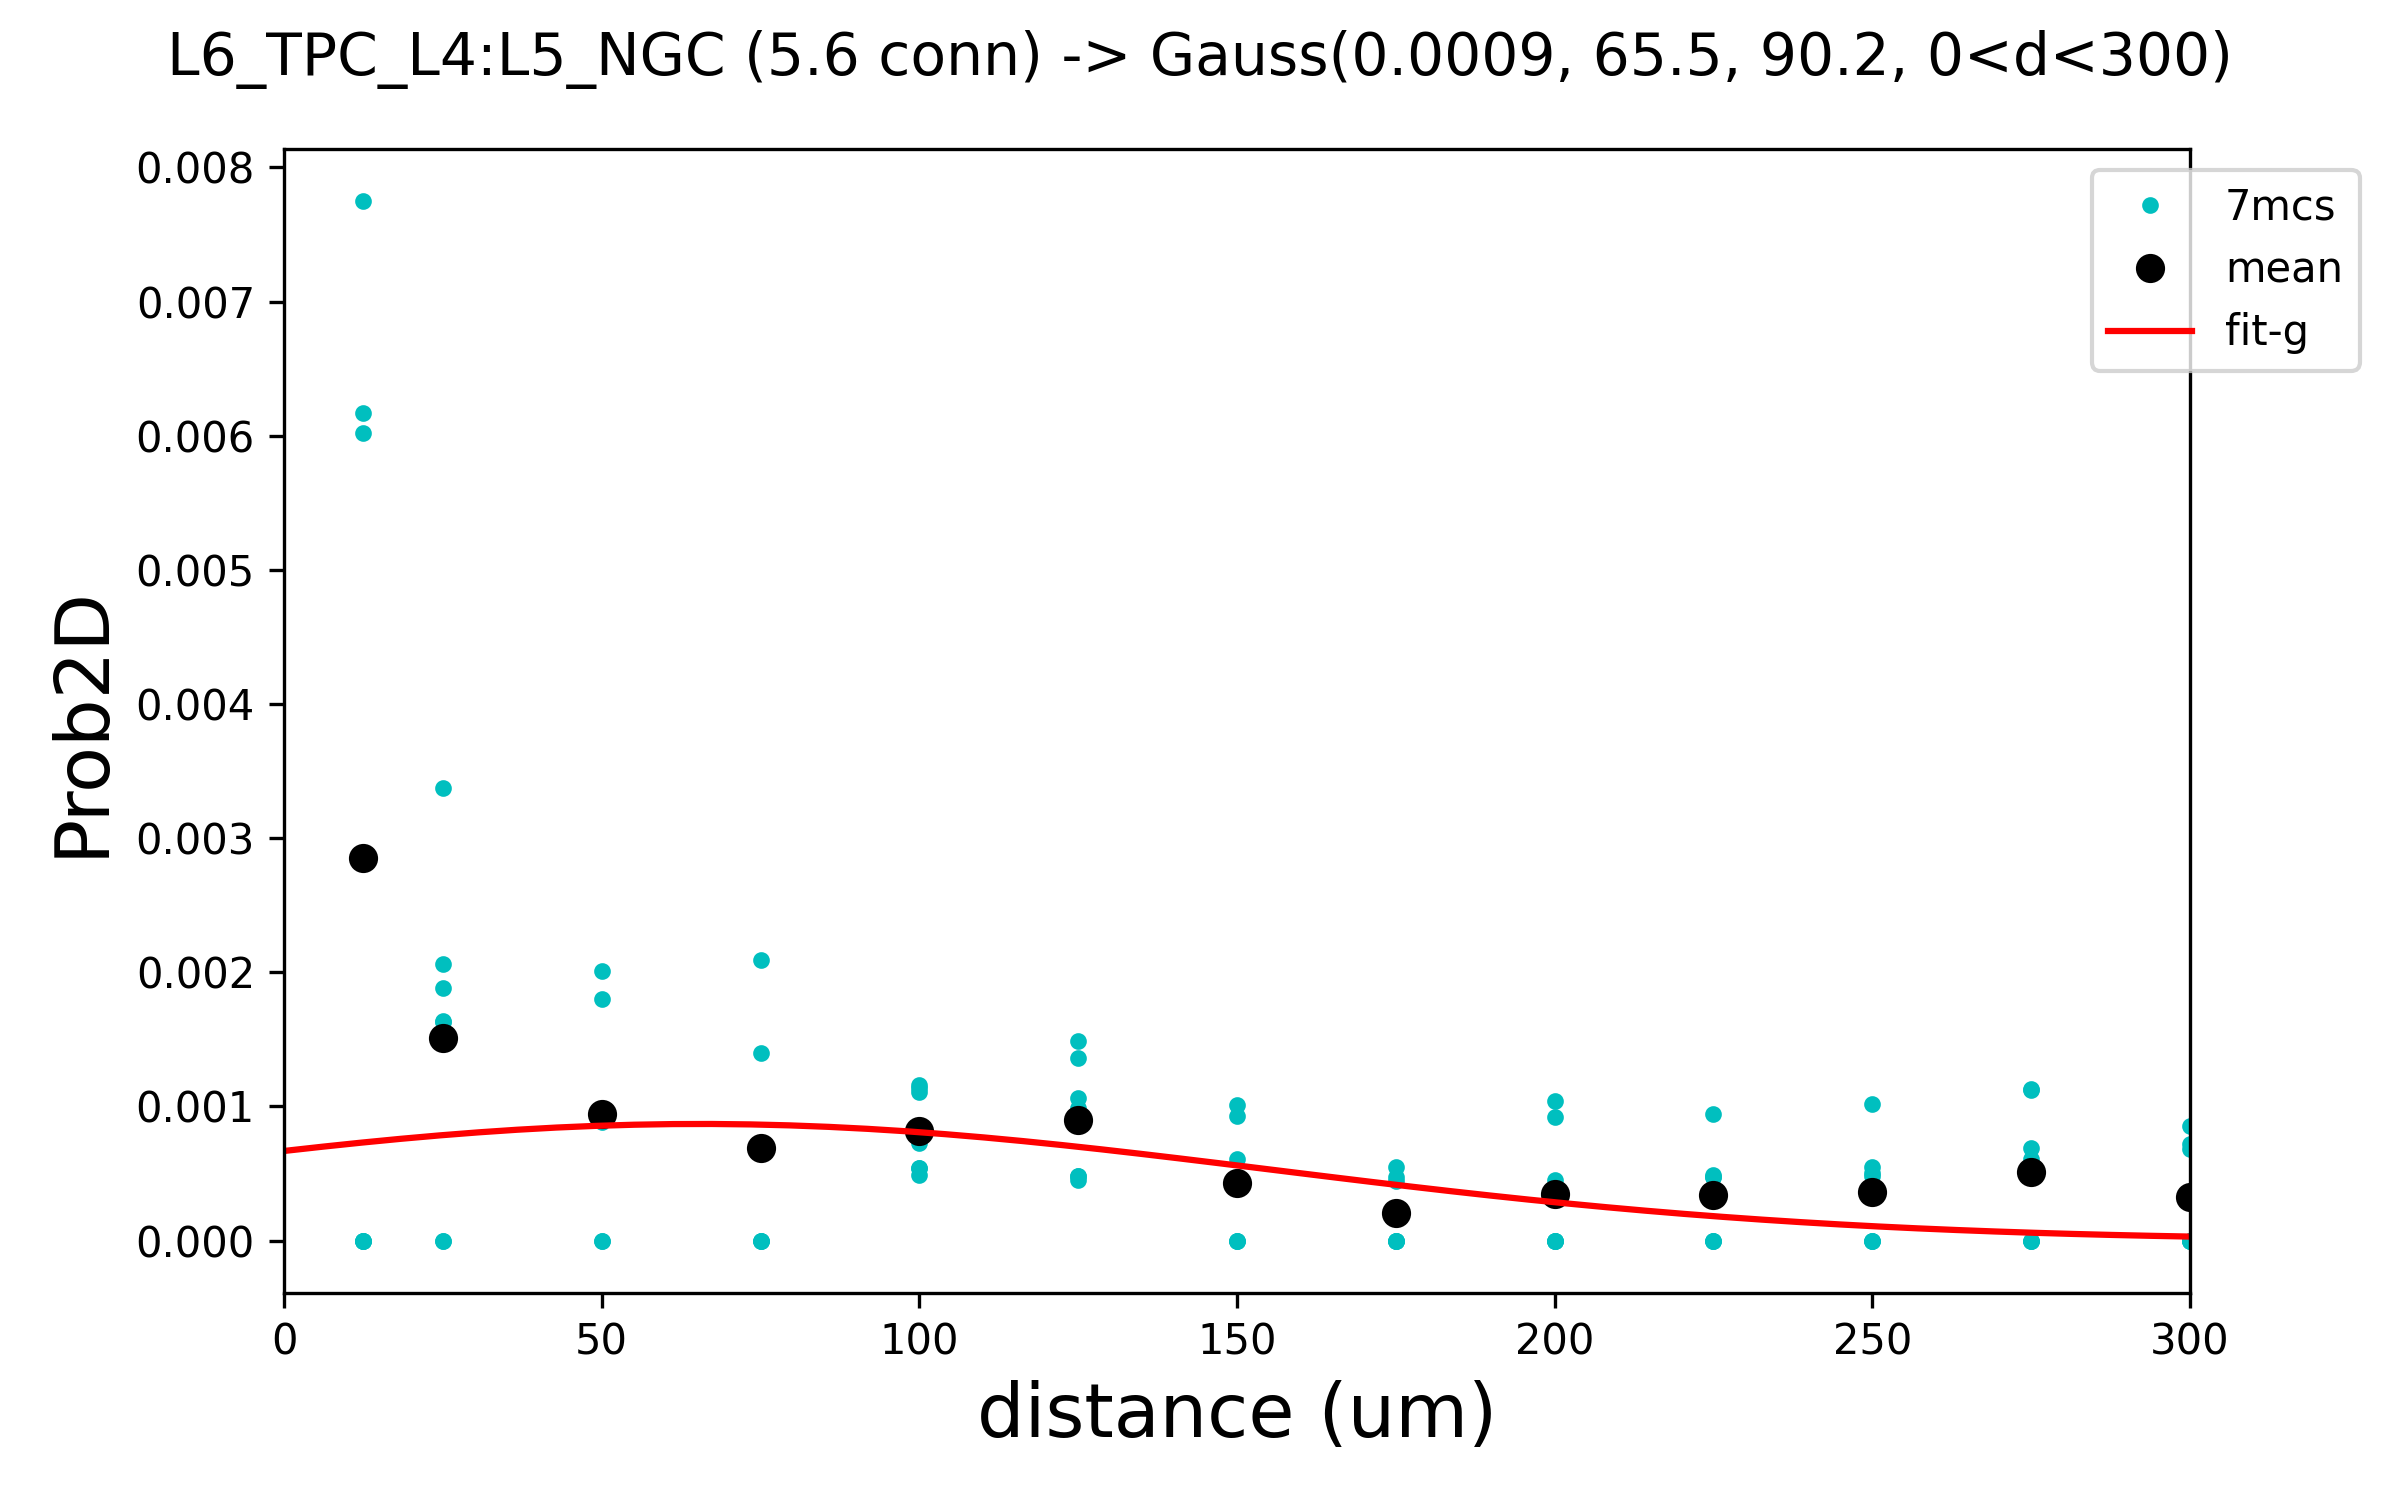 L6_TPC_L4:L5_NGC (5.6 conn) -> Gauss(0.0009, 65.5, 90.2, 0<d<300)
0.008
0.007
0.006
0.005
0.004
0.003
0.002
0.001
0.000
Prob2D
0 50 100 150 200 250 300
distance (um)
7mcs
mean
fit-g